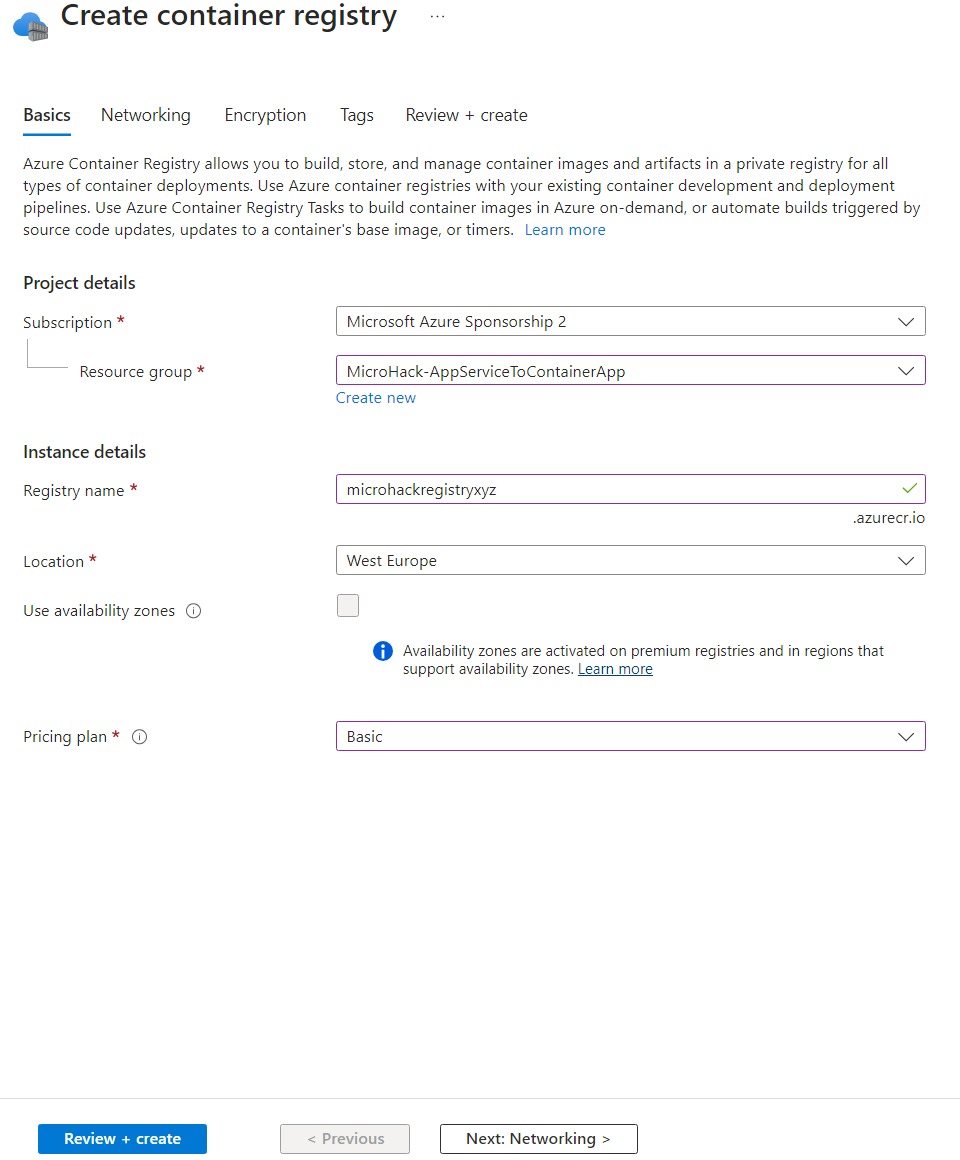 Create container registry ...
Basics Networking Encryption Tags Review + create
Azure Container Registry allows you to build, store, and manage container images and artifacts in a private registry for all
types of container deployments. Use Azure container registries with your existing container development and deployment
pipelines. Use Azure Container Registry Tasks to build container images in Azure on-demand, or automate builds triggered by
source code updates, updates to a container's base image, or timers. Learn more
Project details
Subscription * Microsoft Azure Sponsorship 2
Resource group * MicroHack-AppServiceToContainerApp
Create new
Instance details
Registry name * microhackregistryxyz
.azurecr.io
Location * West Europe
Use availability zones
Availability zones are activated on premium registries and in regions that
support availability zones. Learn more
Pricing plan * Basic
Review + create < Previous Next: Networking >